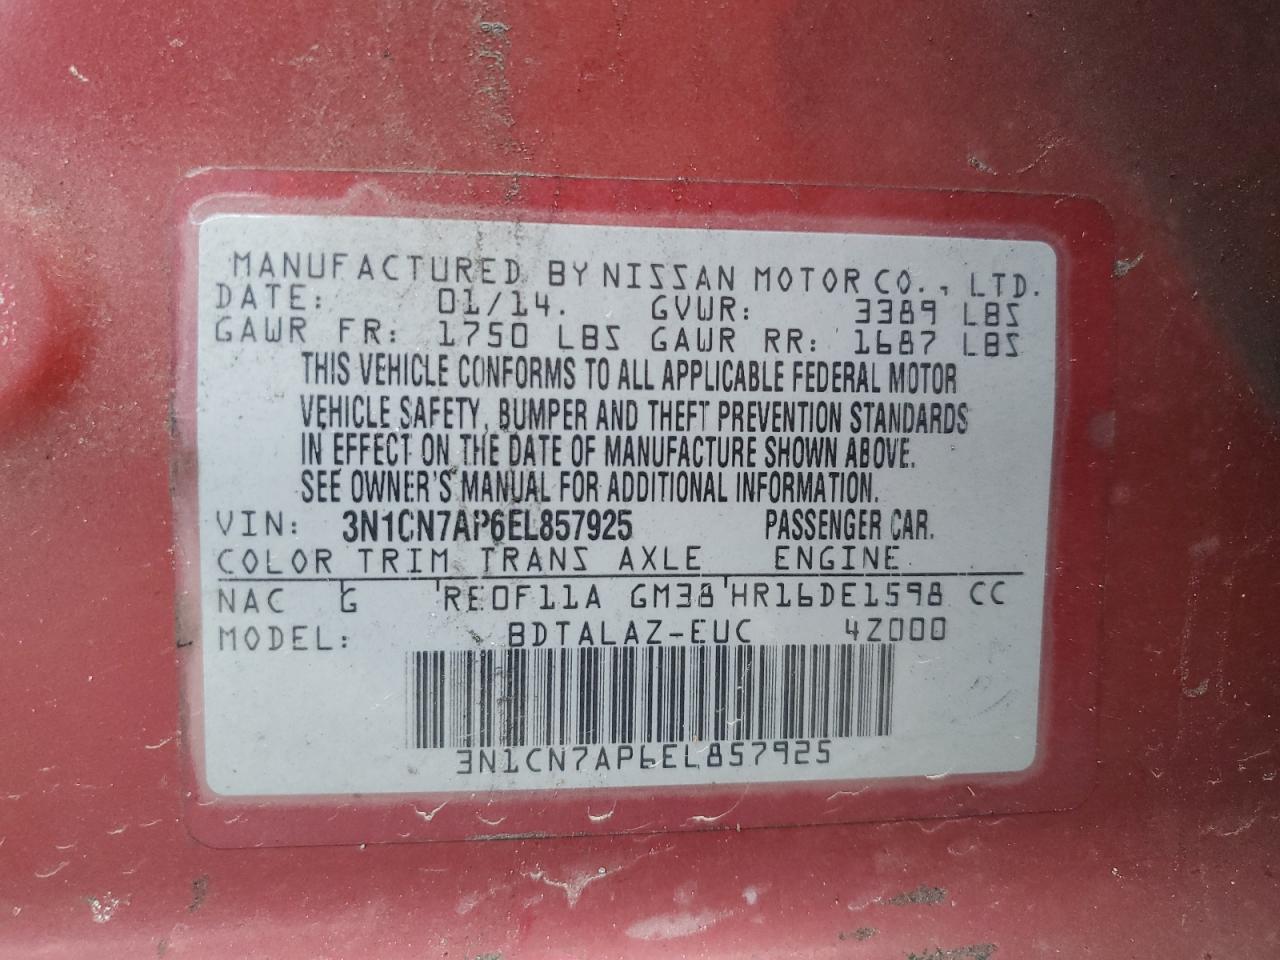 MANUFACTURED BY NISSAN MOTOR CO., LTD.
DATE: 01/14. GVWR: 3389 LBS
GAWR FR: 1750 LBS GAWR RR: 1687 LBS
THIS VEHICLE CONFORMS TO ALL APPLICABLE FEDERAL MOTOR
VEHICLE SAFETY, BUMPER AND THEFT PREVENTION STANDARDS
IN EFFECT ON THE DATE OF MANUFACTURE SHOWN ABOVE.
SEE OWNER'S MANUAL FOR ADDITIONAL INFORMATION.
VIN: 3N1CN7AP6EL857925 PASSENGER CAR.
COLOR TRIM TRANS AXLE ENGINE
NAC G RE0F11A GM38 HR16DE1598 CC
MODEL: BDTALAZ-EUC 4Z000
3N1CN7AP6EL857925